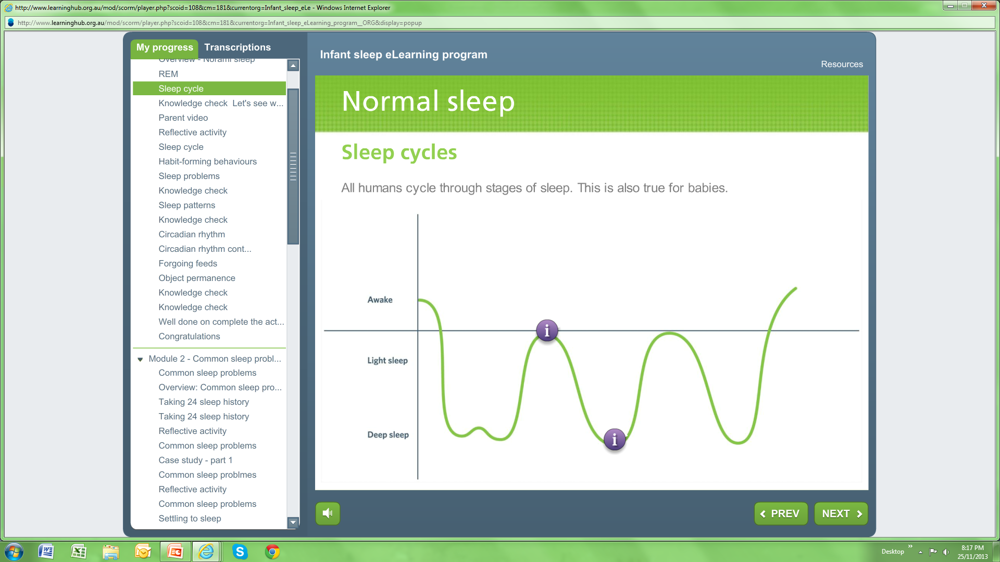 http://www.learninghub.org.au/mod/scorm/player.php?scoid=108&cm=181&currentorg=Infant_sleep_eLe - Windows Internet Explorer
http://www.learninghub.org.au/mod/scorm/player.php?scoid=108&cm=181&currentorg=Infant_sleep_eLearning_program__ORG&display=popup
My progress
Transcriptions
Overview - Noraml sleep
REM
Sleep cycle
Knowledge check Let's see w...
Parent video
Reflective activity
Sleep cycle
Habit-forming behaviours
Sleep problems
Knowledge check
Sleep patterns
Knowledge check
Circadian rhythm
Circadian rhythm cont...
Forgoing feeds
Object permanence
Knowledge check
Knowledge check
Well done on complete the act...
Congratulations
Module 2 - Common sleep probl...
Common sleep problems
Overview: Common sleep pro...
Taking 24 sleep history
Taking 24 sleep history
Reflective activity
Common sleep problems
Case study - part 1
Common sleep problmes
Reflective activity
Common sleep problems
Settling to sleep
Infant sleep eLearning program
Resources
Normal sleep
Sleep cycles
All humans cycle through stages of sleep. This is also true for babies.
Awake
i
Light sleep
Deep sleep
i
PREV
NEXT
Desktop
8:17 PM
25/11/2013